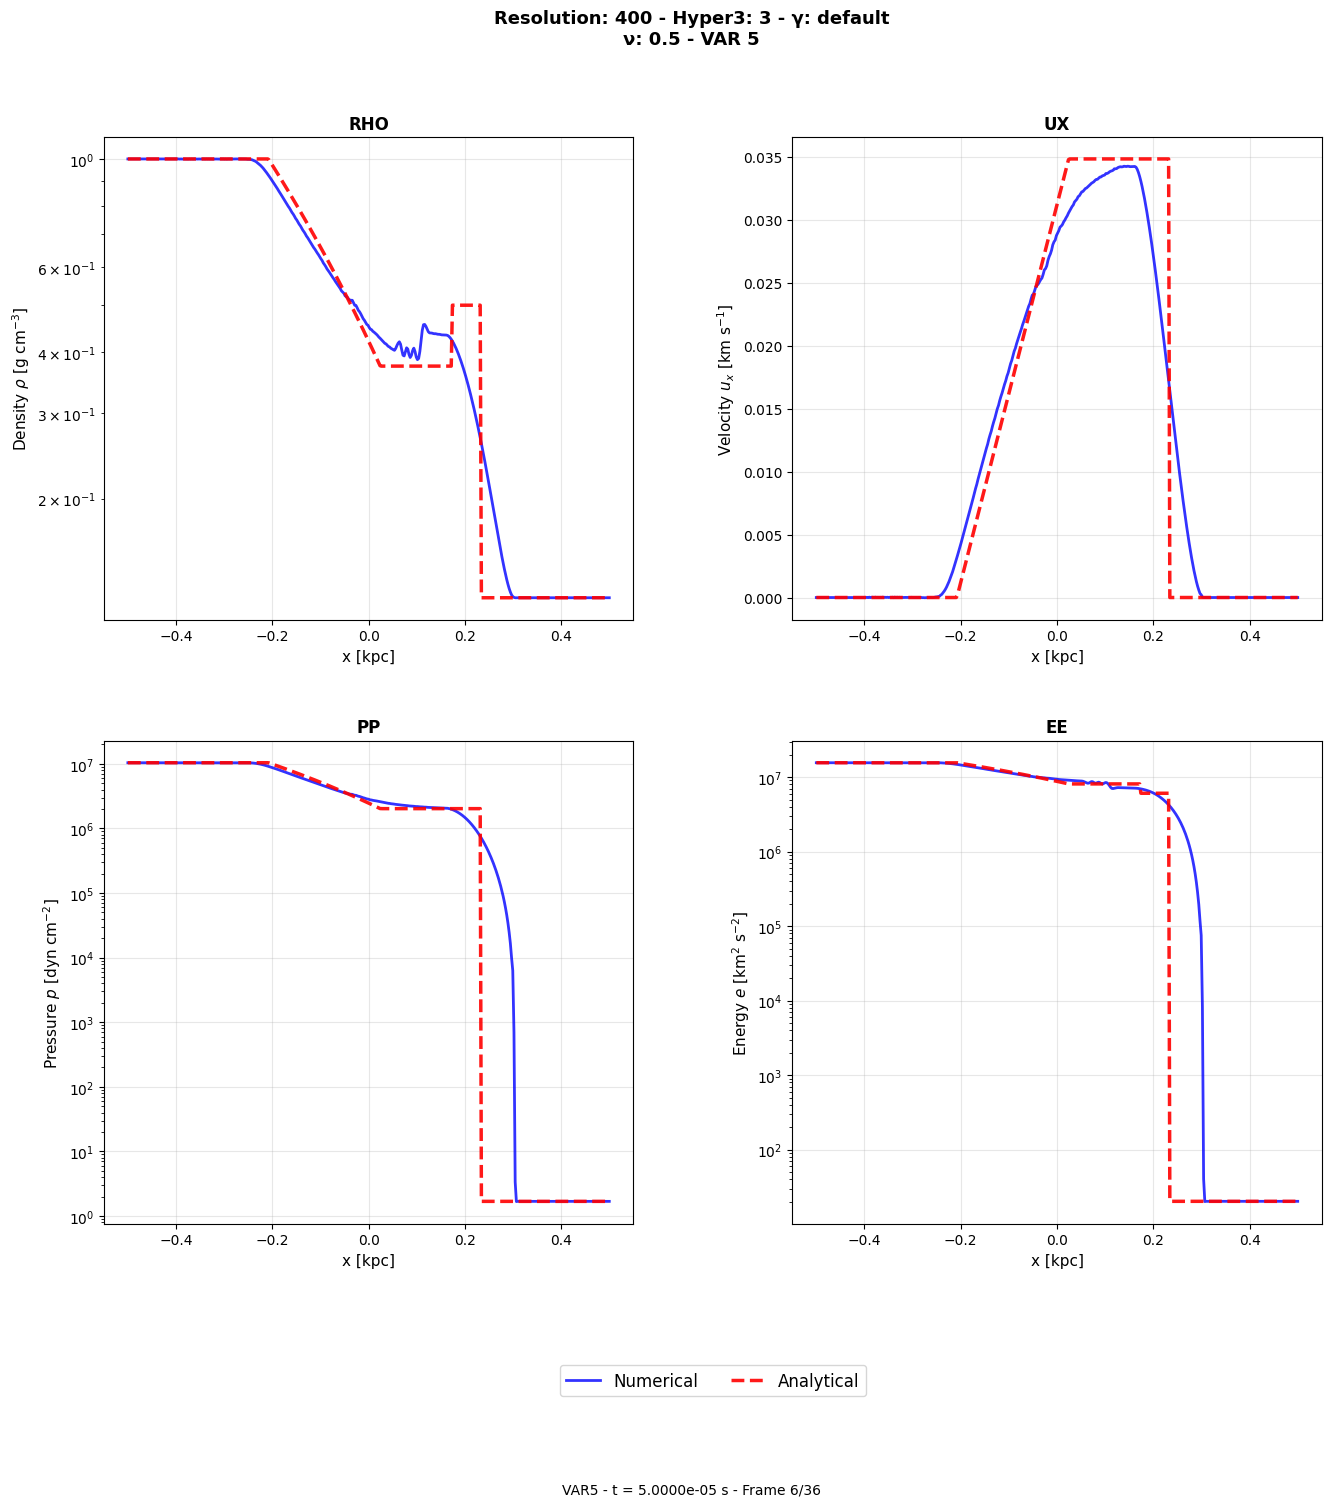 Resolution: 400 - Hyper3: 3 - γ: default
ν: 0.5 - VAR 5
RHO
10⁰
6 × 10⁻¹
4 × 10⁻¹
3 × 10⁻¹
2 × 10⁻¹
Density ρ [g cm⁻³]
−0.4 −0.2 0.0 0.2 0.4
x [kpc]
UX
0.035
0.030
0.025
0.020
0.015
0.010
0.005
0.000
Velocity uₓ [km s⁻¹]
−0.4 −0.2 0.0 0.2 0.4
x [kpc]
PP
10⁷
10⁶
10⁵
10⁴
10³
10²
10¹
10⁰
Pressure p [dyn cm⁻²]
−0.4 −0.2 0.0 0.2 0.4
x [kpc]
EE
10⁷
10⁶
10⁵
10⁴
10³
10²
Energy e [km² s⁻²]
−0.4 −0.2 0.0 0.2 0.4
x [kpc]
Numerical Analytical
VAR5 - t = 5.0000e-05 s - Frame 6/36